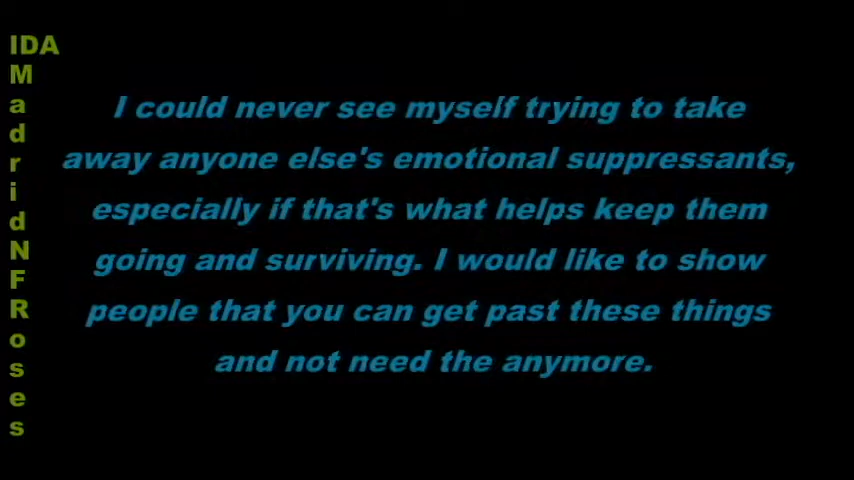 IDA
M
a
d
r
i
d
N
F
R
o
s
e
s
I could never see myself trying to take
away anyone else's emotional suppressants,
especially if that's what helps keep them
going and surviving. I would like to show
people that you can get past these things
and not need the anymore.